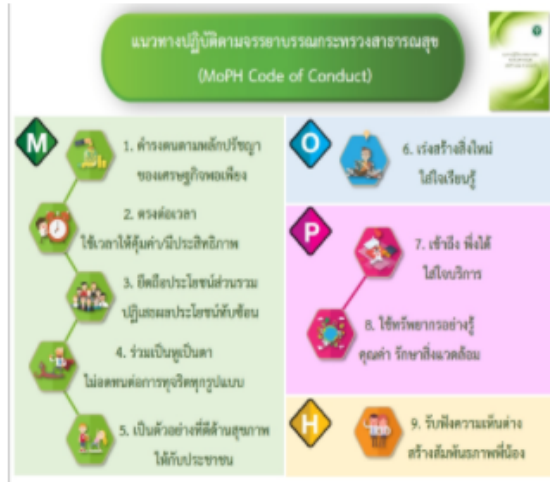 แนวทางปฏิบัติตามจรรยาบรรณกระทรวงสาธารณสุข
(MoPH Code of Conduct)
M
1. ดำรงตนตามหลักปรัชญา
ของเศรษฐกิจพอเพียง
2. ตรงต่อเวลา
ใช้เวลาให้คุ้มค่า/มีประสิทธิภาพ
3. ยึดถือประโยชน์ส่วนรวม
ปฏิเสธผลประโยชน์ทับซ้อน
4. ร่วมเป็นหูเป็นตา
ไม่อดทนต่อการทุจริตทุกรูปแบบ
5. เป็นตัวอย่างที่ดีด้านสุขภาพ
ให้กับประชาชน
O
6. เร่งสร้างสิ่งใหม่
ใส่ใจเรียนรู้
P
7. เข้าถึง พึ่งได้
ใส่ใจบริการ
8. ใช้ทรัพยากรอย่างรู้
คุณค่า รักษาสิ่งแวดล้อม
H
9. รับฟังความเห็นต่าง
สร้างสัมพันธภาพพี่น้อง